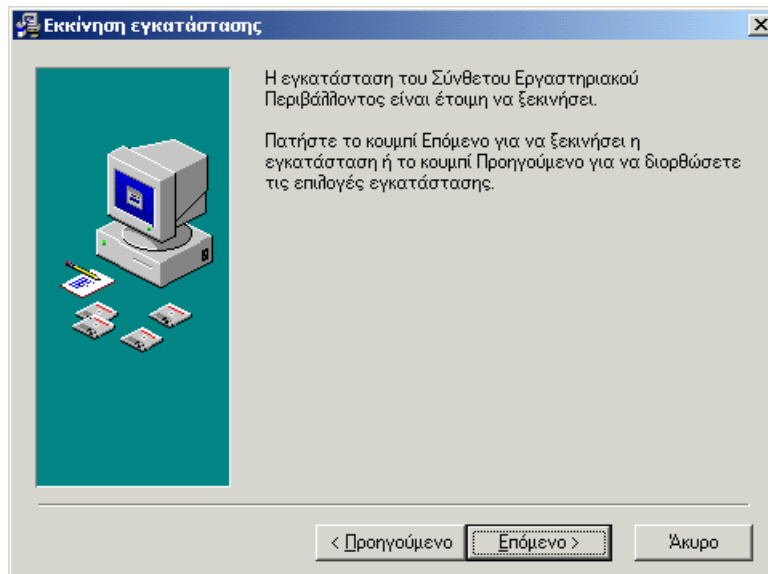 Εκκίνηση εγκατάστασης
Η εγκατάσταση του Σύνθετου Εργαστηριακού
Περιβάλλοντος είναι έτοιμη να ξεκινήσει.
Πατήστε το κουμπί Επόμενο για να ξεκινήσει η
εγκατάσταση ή το κουμπί Προηγούμενο για να διορθώσετε
τις επιλογές εγκατάστασης.
< Προηγούμενο Επόμενο > Άκυρο